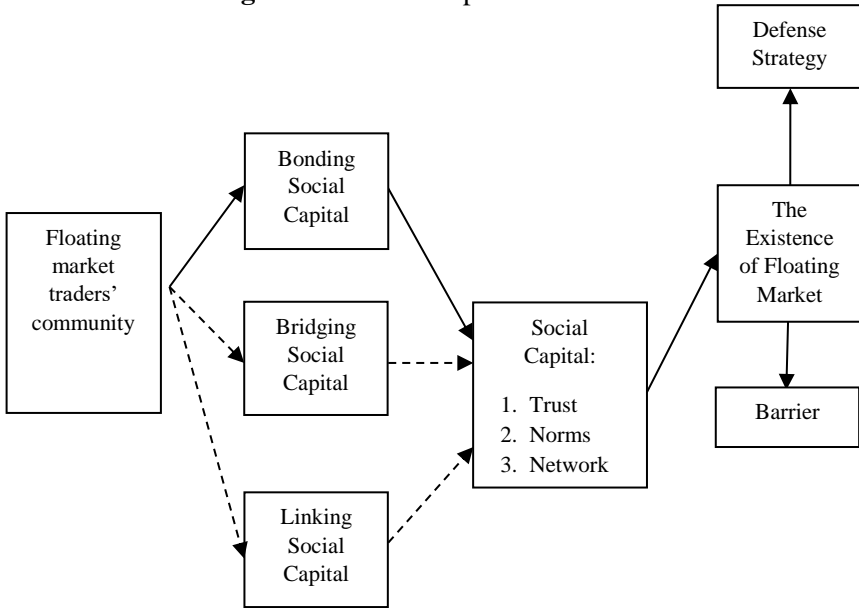 Defense
Strategy
Bonding
Social
Capital
Floating
market
traders’
community
The
Existence
of Floating
Market
Bridging
Social
Capital
Social
Capital:
1. Trust
2. Norms
3. Network
Barrier
Linking
Social
Capital